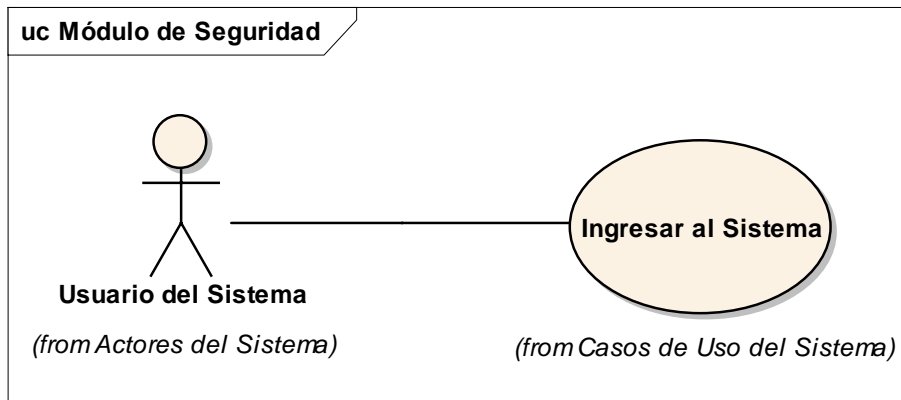 uc Módulo de Seguridad
Ingresar al Sistema
Usuario del Sistema
(from Actores del Sistema)
(from Casos de Uso del Sistema)